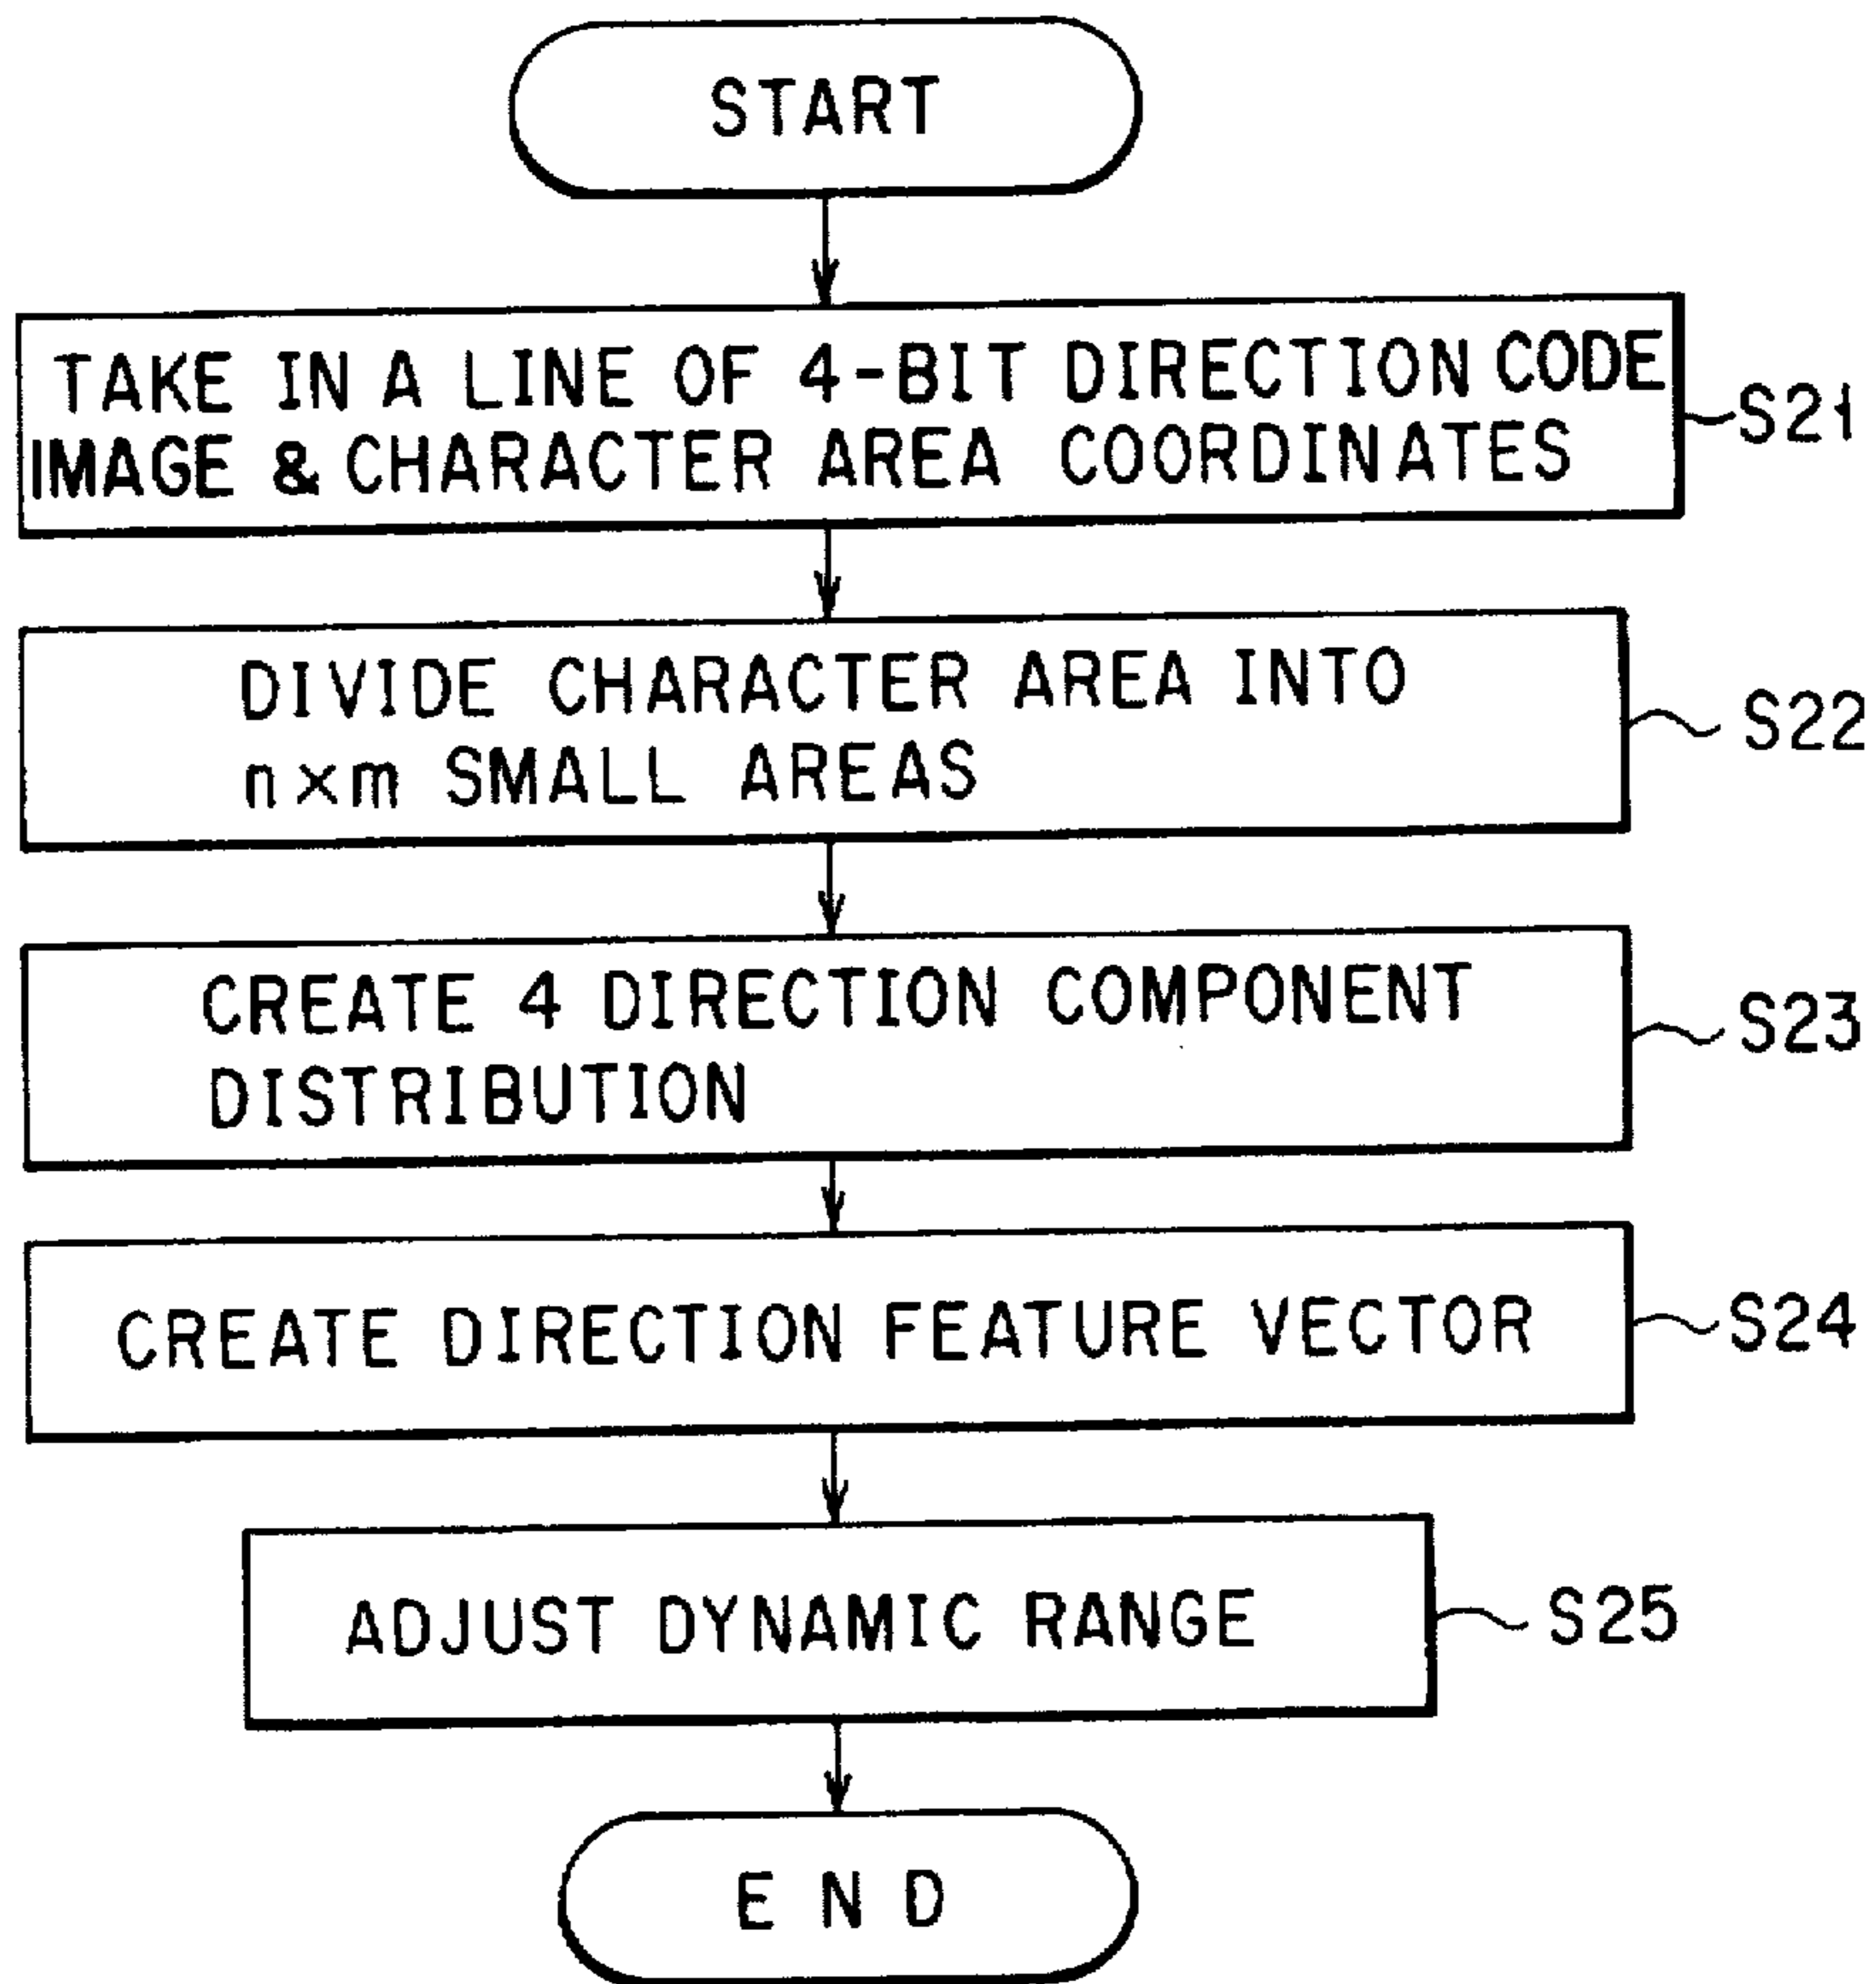 START
TAKE IN A LINE OF 4-BIT DIRECTION CODE
IMAGE & CHARACTER AREA COORDINATES
S21
DIVIDE CHARACTER AREA INTO
n×m SMALL AREAS
S22
CREATE 4 DIRECTION COMPONENT
DISTRIBUTION
S23
CREATE DIRECTION FEATURE VECTOR
S24
ADJUST DYNAMIC RANGE
S25
END